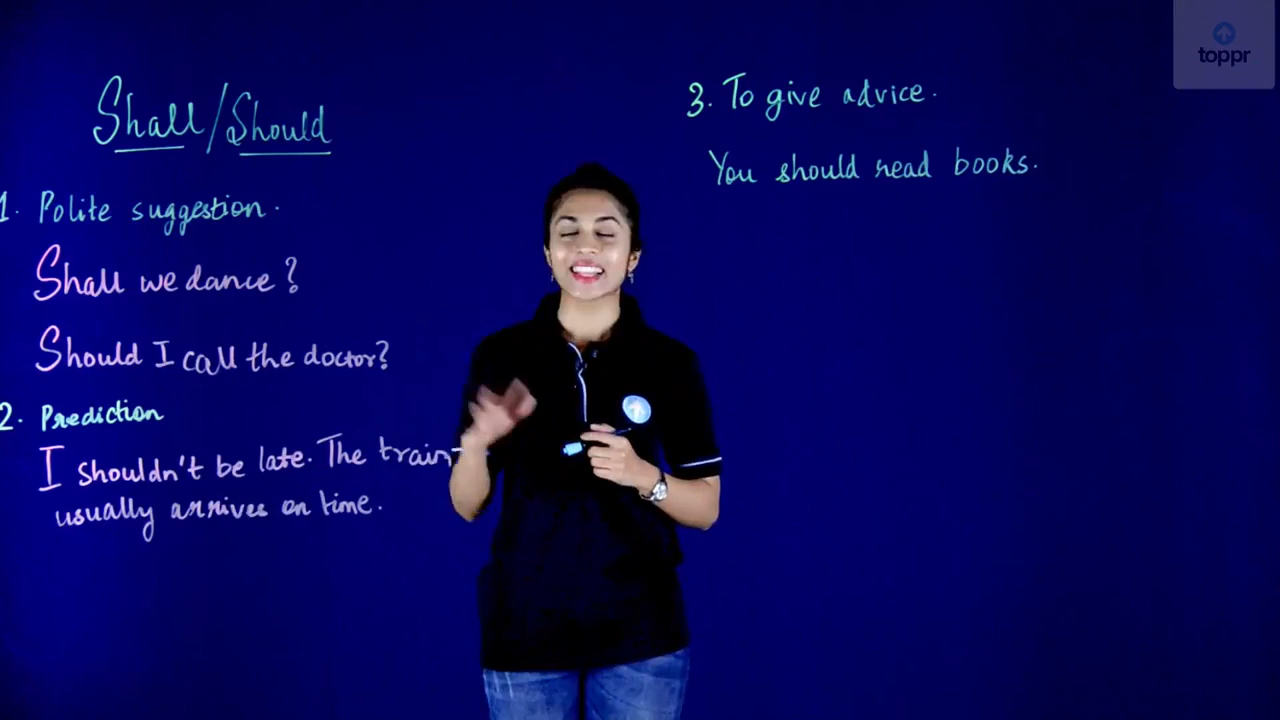 Shall/Should
1. Polite suggestion.
Shall we dance?
Should I call the doctor?
2. Prediction
I shouldn't be late. The train
usually arrives on time.
3. To give advice.
You should read books.
toppr